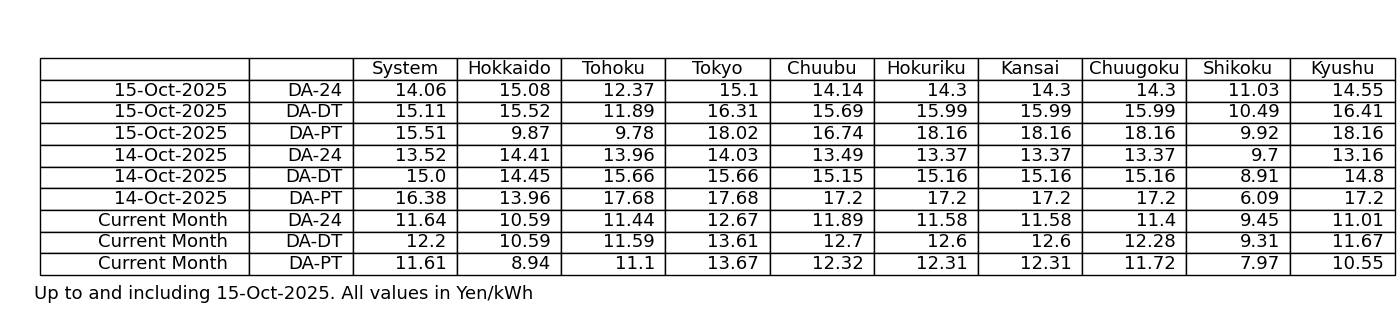 System Hokkaido Tohoku Tokyo Chuubu Hokuriku Kansai Chuugoku Shikoku Kyushu
15-Oct-2025 DA-24 14.06 15.08 12.37 15.1 14.14 14.3 14.3 14.3 11.03 14.55
15-Oct-2025 DA-DT 15.11 15.52 11.89 16.31 15.69 15.99 15.99 15.99 10.49 16.41
15-Oct-2025 DA-PT 15.51 9.87 9.78 18.02 16.74 18.16 18.16 18.16 9.92 18.16
14-Oct-2025 DA-24 13.52 14.41 13.96 14.03 13.49 13.37 13.37 13.37 9.7 13.16
14-Oct-2025 DA-DT 15.0 14.45 15.66 15.66 15.15 15.16 15.16 15.16 8.91 14.8
14-Oct-2025 DA-PT 16.38 13.96 17.68 17.68 17.2 17.2 17.2 17.2 6.09 17.2
Current Month DA-24 11.64 10.59 11.44 12.67 11.89 11.58 11.58 11.4 9.45 11.01
Current Month DA-DT 12.2 10.59 11.59 13.61 12.7 12.6 12.6 12.28 9.31 11.67
Current Month DA-PT 11.61 8.94 11.1 13.67 12.32 12.31 12.31 11.72 7.97 10.55
Up to and including 15-Oct-2025. All values in Yen/kWh